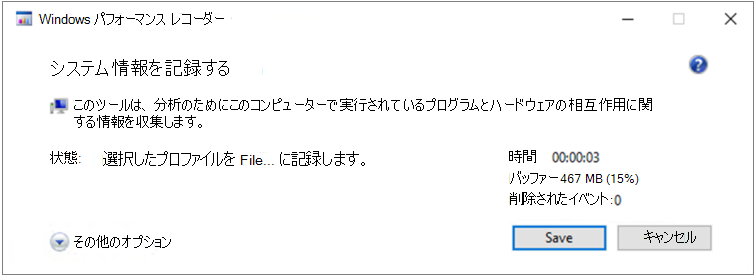 Windows パフォーマンス レコーダー
システム情報を記録する
このツールは、分析のためにこのコンピューターで実行されているプログラムとハードウェアの相互作用に関
する情報を収集します。
状態: 選択したプロファイルを File... に記録します。
時間 00:00:03
バッファー467 MB (15%)
削除されたイベント:0
その他のオプション
Save キャンセル